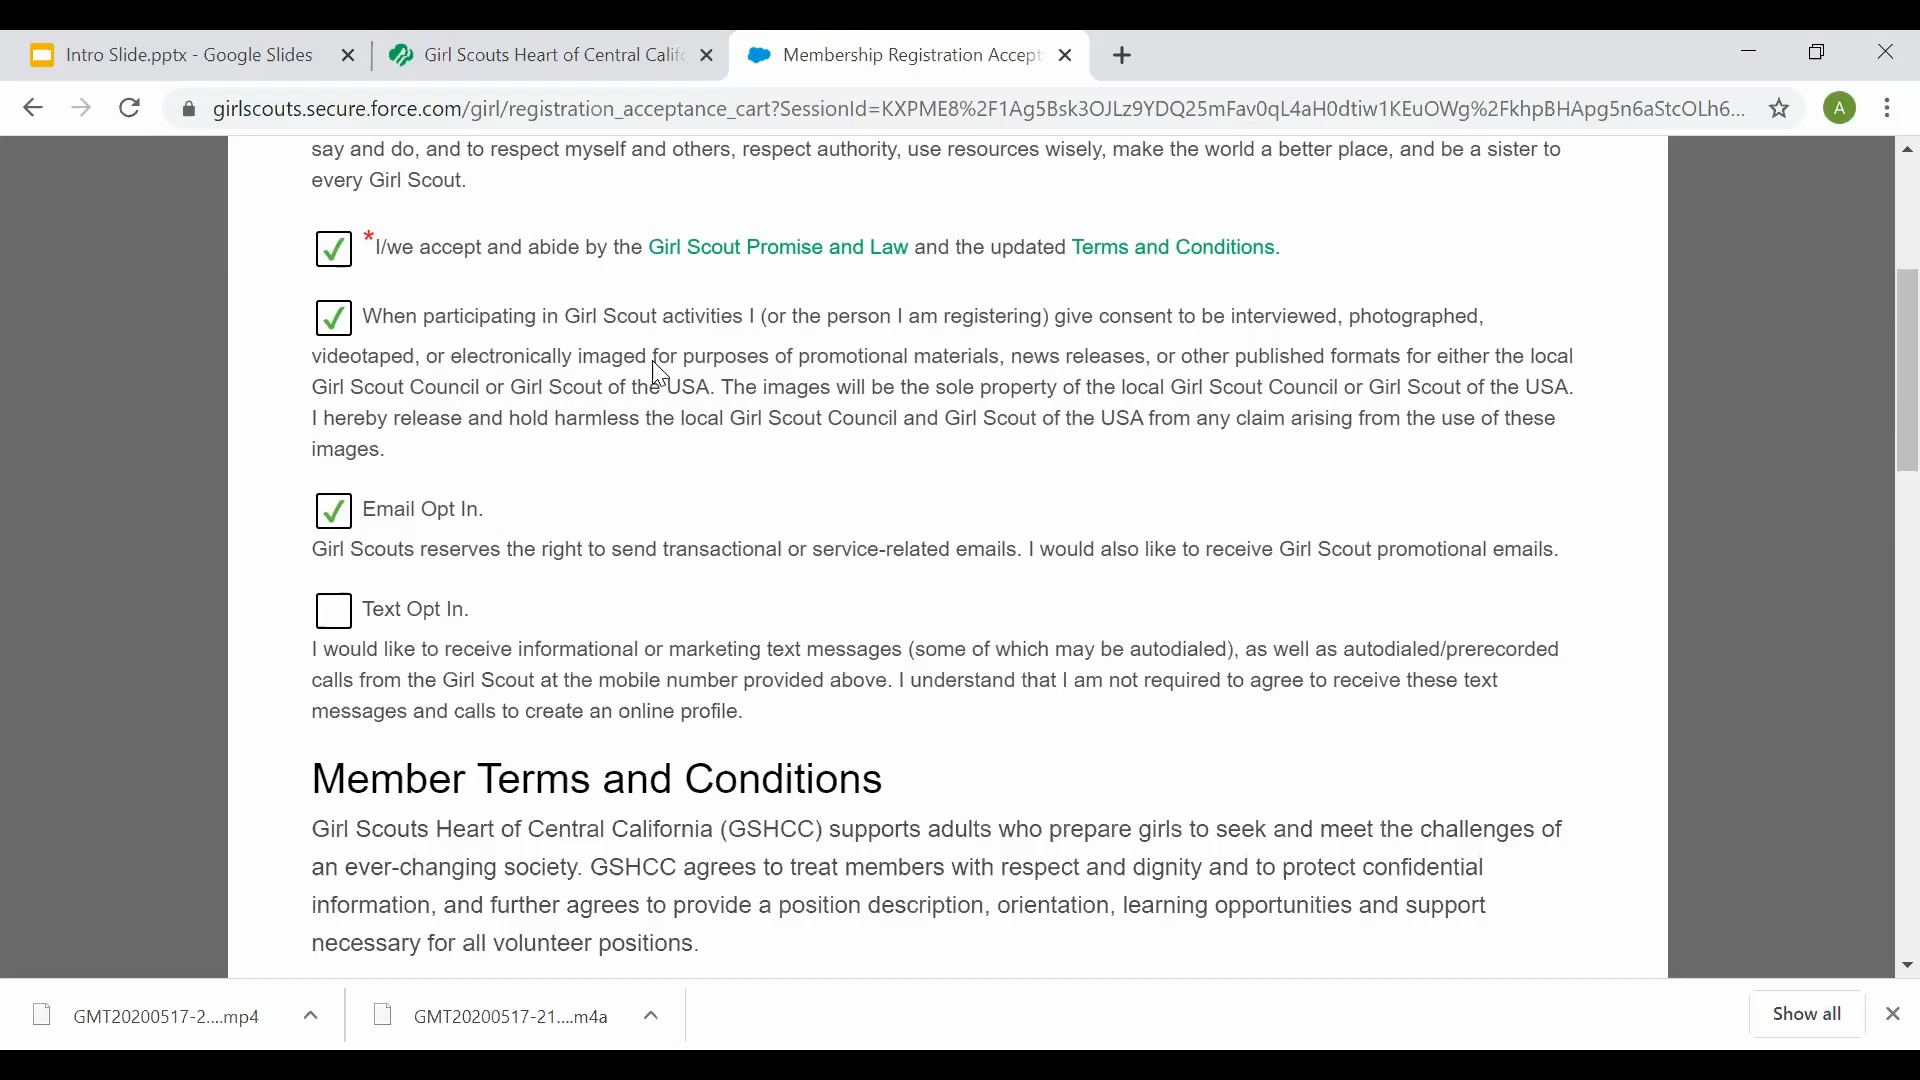 Intro Slide.pptx - Google Slides
Girl Scouts Heart of Central Califo
Membership Registration Accept
girlscouts.secure.force.com/girl/registration_acceptance_cart?SessionId=KXPME8%2F1Ag5Bsk3OJLz9YDQ25mFav0qL4aH0dtiw1KEuOWg%2FkhpBHApg5n6aStcOLh6...
A
say and do, and to respect myself and others, respect authority, use resources wisely, make the world a better place, and be a sister to
every Girl Scout.
*I/we accept and abide by the Girl Scout Promise and Law and the updated Terms and Conditions.
When participating in Girl Scout activities I (or the person I am registering) give consent to be interviewed, photographed,
videotaped, or electronically imaged for purposes of promotional materials, news releases, or other published formats for either the local
Girl Scout Council or Girl Scout of the USA. The images will be the sole property of the local Girl Scout Council or Girl Scout of the USA.
I hereby release and hold harmless the local Girl Scout Council and Girl Scout of the USA from any claim arising from the use of these
images.
Email Opt In.
Girl Scouts reserves the right to send transactional or service-related emails. I would also like to receive Girl Scout promotional emails.
Text Opt In.
I would like to receive informational or marketing text messages (some of which may be autodialed), as well as autodialed/prerecorded
calls from the Girl Scout at the mobile number provided above. I understand that I am not required to agree to receive these text
messages and calls to create an online profile.
Member Terms and Conditions
Girl Scouts Heart of Central California (GSHCC) supports adults who prepare girls to seek and meet the challenges of
an ever-changing society. GSHCC agrees to treat members with respect and dignity and to protect confidential
information, and further agrees to provide a position description, orientation, learning opportunities and support
necessary for all volunteer positions.
GMT20200517-2....mp4
GMT20200517-21....m4a
Show all